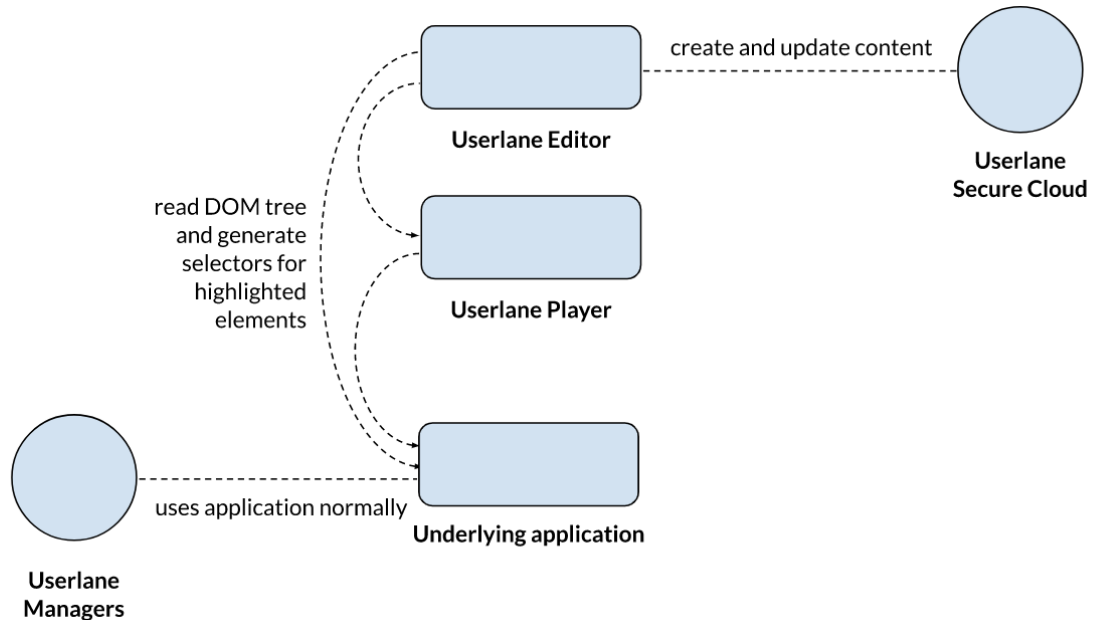 create and update content
Userlane Editor
Userlane
Secure Cloud
read DOM tree
and generate
selectors for
highlighted
elements
Userlane Player
uses application normally
Underlying application
Userlane
Managers